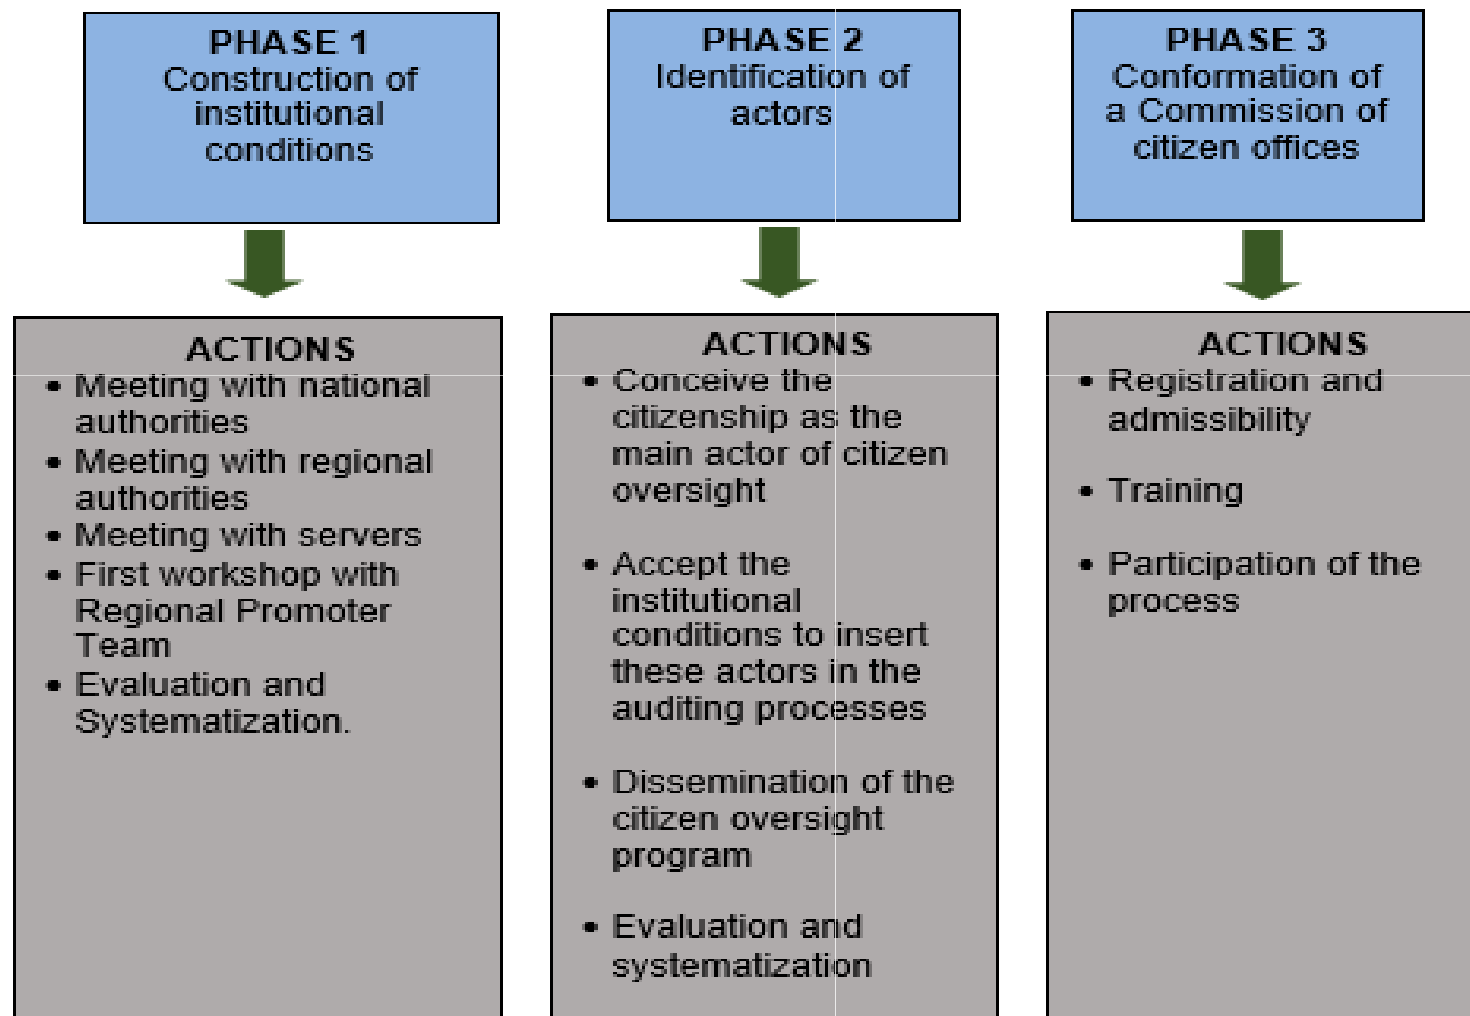 PHASE 1
Construction of
institutional
conditions
PHASE 2
Identification of
actors
PHASE 3
Conformation of
a Commission of
citizen offices
ACTIONS
• Meeting with national
authorities
• Meeting with regional
authorities
• Meeting with servers
• First workshop with
Regional Promoter
Team
• Evaluation and
Systematization.
ACTIONS
• Conceive the
citizenship as the
main actor of citizen
oversight
• Accept the
institutional
conditions to insert
these actors in the
auditing processes
• Dissemination of the
citizen oversight
program
• Evaluation and
systematization
ACTIONS
• Registration and
admissibility
• Training
• Participation of the
process